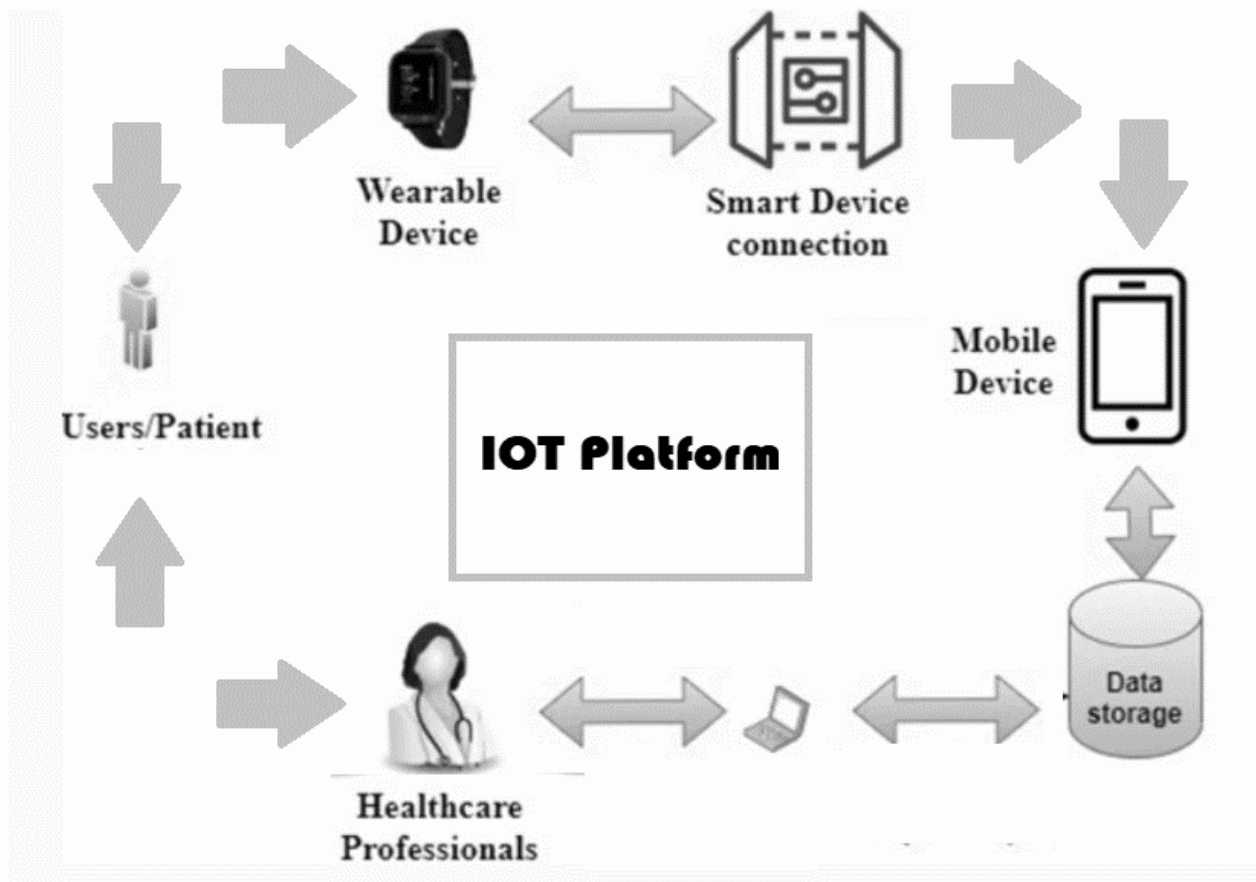 Wearable
Device
Smart Device
connection
Mobile
Device
Users/Patient
IOT Platform
Data
storage
Healthcare
Professionals